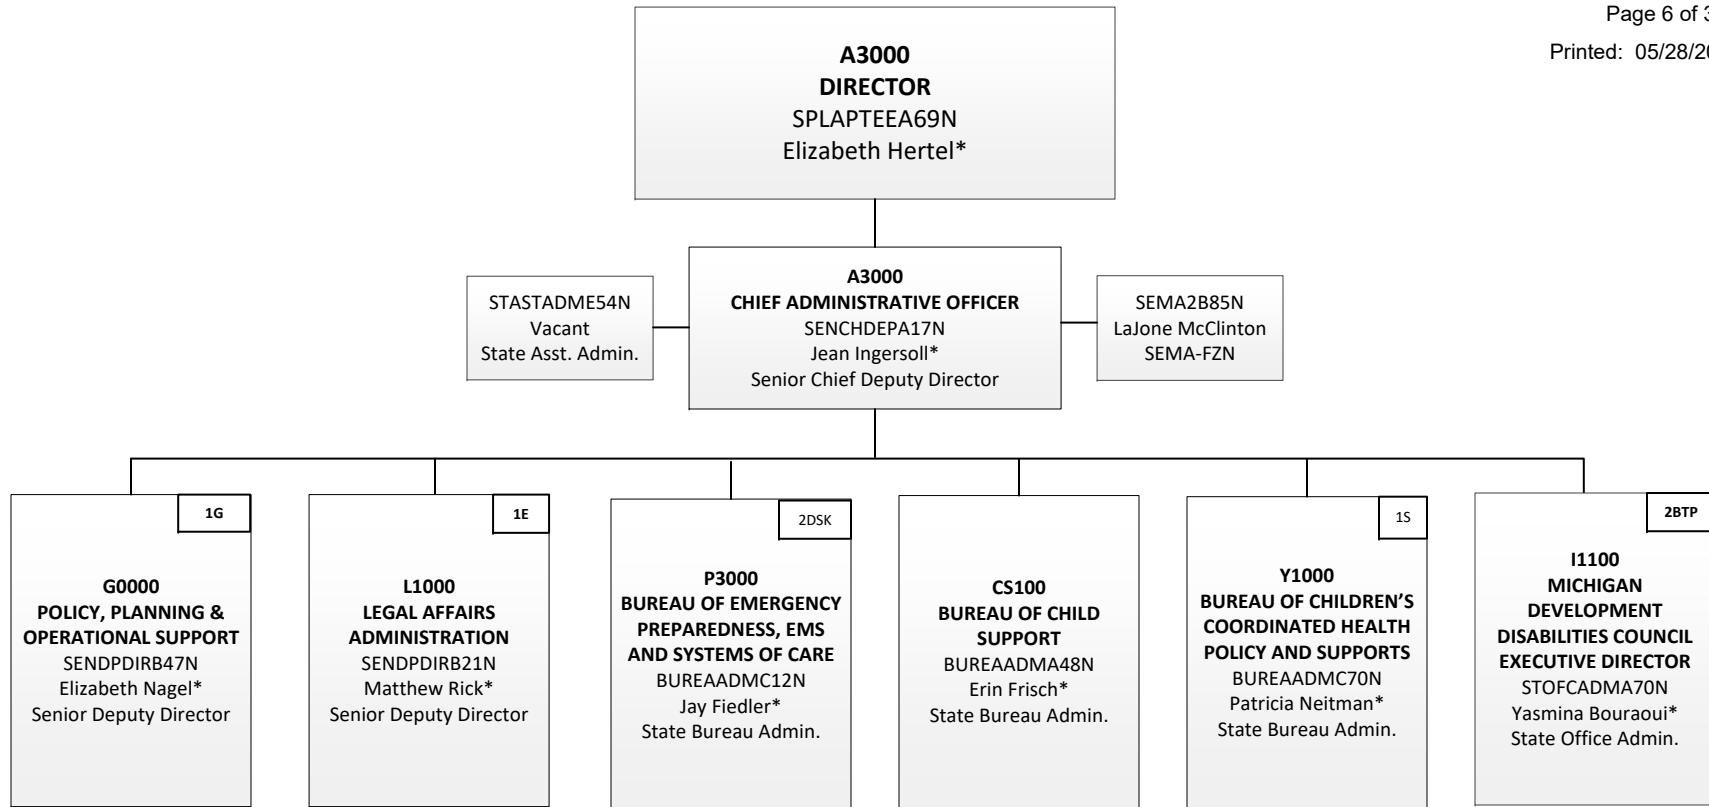 Page 6 of 3
Printed: 05/28/20
A3000
DIRECTOR
SPLAPTEEA69N
Elizabeth Hertel*
A3000
CHIEF ADMINISTRATIVE OFFICER
SENCHDEPA17N
Jean Ingersoll*
Senior Chief Deputy Director
STASTADME54N
Vacant
State Asst. Admin.
SEMA2B85N
LaJone McClinton
SEMA-FZN
1G
G0000
POLICY, PLANNING &
OPERATIONAL SUPPORT
SENDPDIRB47N
Elizabeth Nagel*
Senior Deputy Director
1E
L1000
LEGAL AFFAIRS
ADMINISTRATION
SENDPDIRB21N
Matthew Rick*
Senior Deputy Director
2DSK
P3000
BUREAU OF EMERGENCY
PREPAREDNESS, EMS
AND SYSTEMS OF CARE
BUREAADMC12N
Jay Fiedler*
State Bureau Admin.
CS100
BUREAU OF CHILD
SUPPORT
BUREAADMA48N
Erin Frisch*
State Bureau Admin.
1S
Y1000
BUREAU OF CHILDREN’S
COORDINATED HEALTH
POLICY AND SUPPORTS
BUREAADMC70N
Patricia Neitman*
State Bureau Admin.
2BTP
I1100
MICHIGAN
DEVELOPMENT
DISABILITIES COUNCIL
EXECUTIVE DIRECTOR
STOFCADMA70N
Yasmina Bouraoui*
State Office Admin.